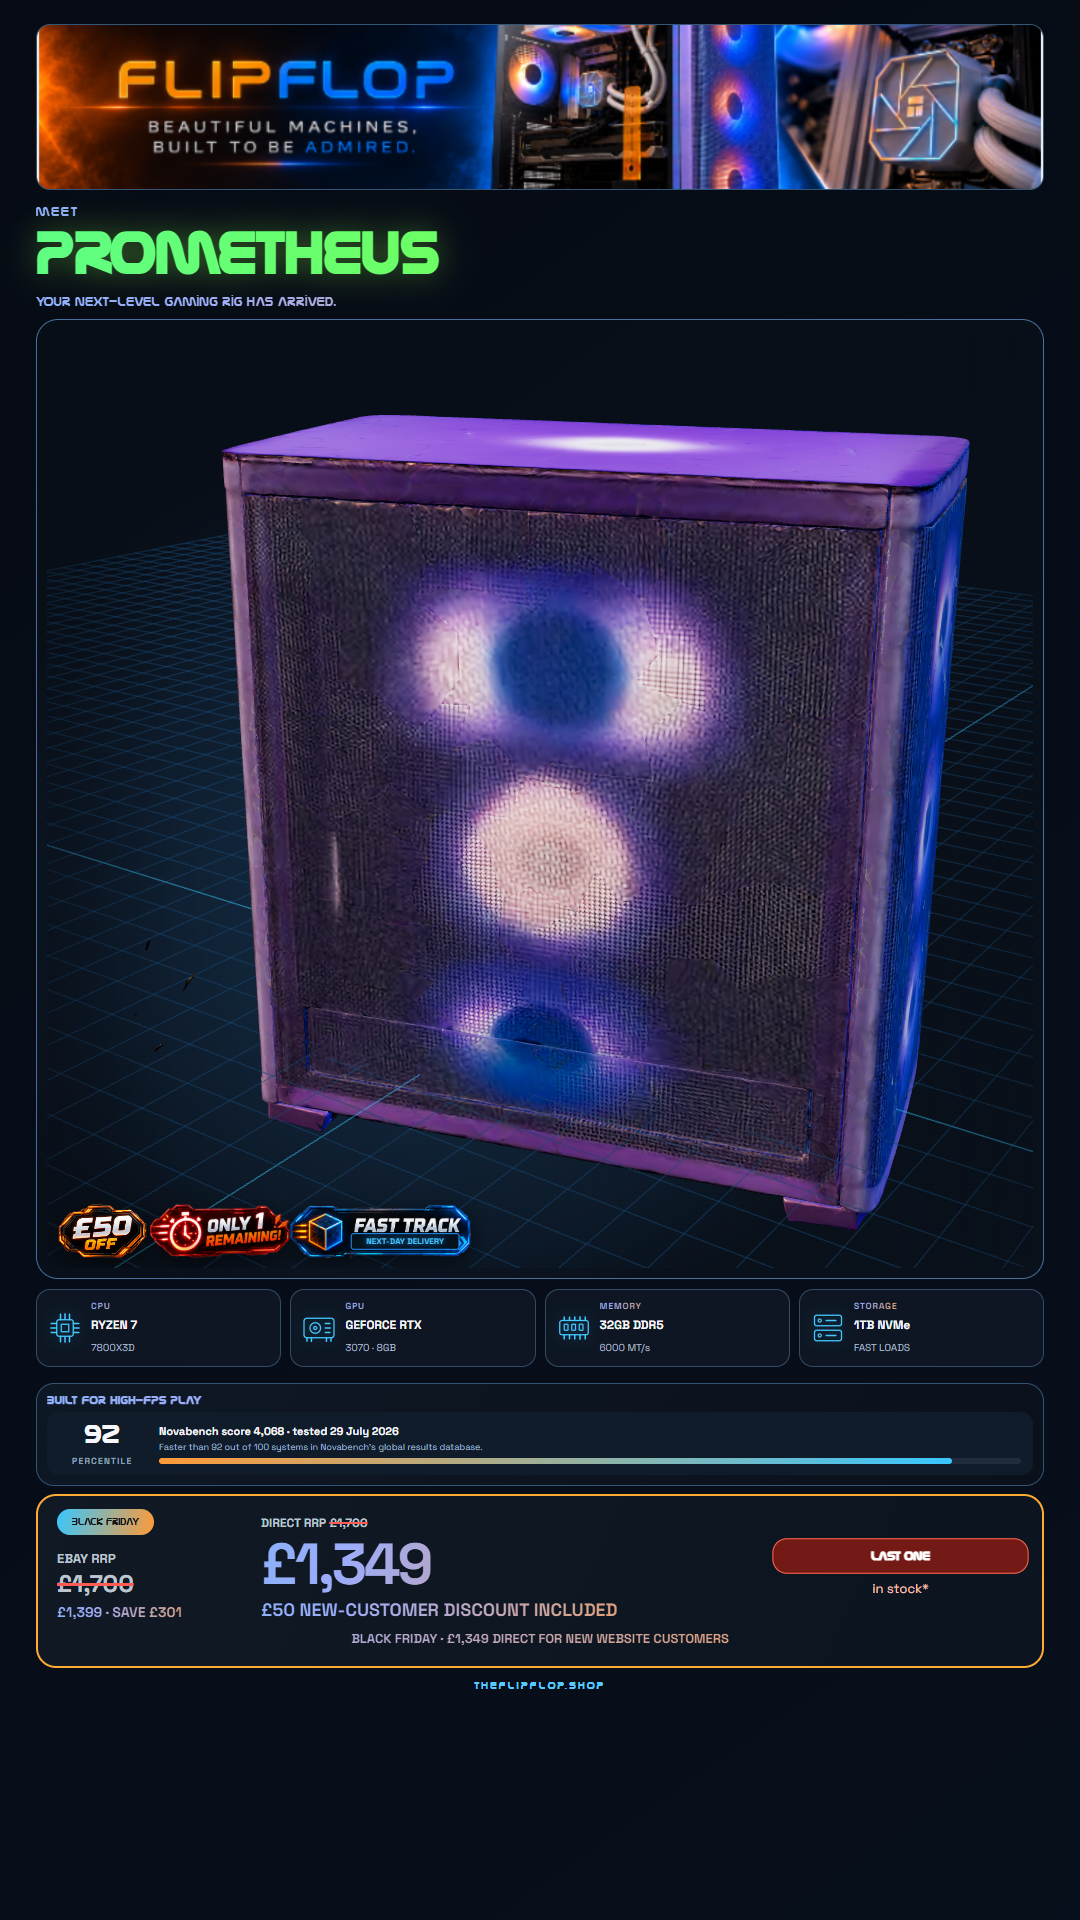 FLIPFLOP
BEAUTIFUL MACHINES,
BUILT TO BE ADMIRED.
MEET
PROMETHEUS
YOUR NEXT-LEVEL GAMING RIG HAS ARRIVED.
£50
OFF
ONLY 1
REMAINING!
FAST TRACK
NEXT-DAY DELIVERY
CPU
RYZEN 7
7800X3D
GPU
GEFORCE RTX
3070 · 8GB
MEMORY
32GB DDR5
6000 MT/s
STORAGE
1TB NVMe
FAST LOADS
BUILT FOR HIGH-FPS PLAY
92
PERCENTILE
Novabench score 4,068 · tested 29 July 2026
Faster than 92 out of 100 systems in Novabench's global results database.
BLACK FRIDAY
EBAY RRP
£1,700
£1,399 · SAVE £301
DIRECT RRP £1,700
£1,349
£50 NEW-CUSTOMER DISCOUNT INCLUDED
LAST ONE
in stock*
BLACK FRIDAY · £1,349 DIRECT FOR NEW WEBSITE CUSTOMERS
THEFLIPFLOP.SHOP